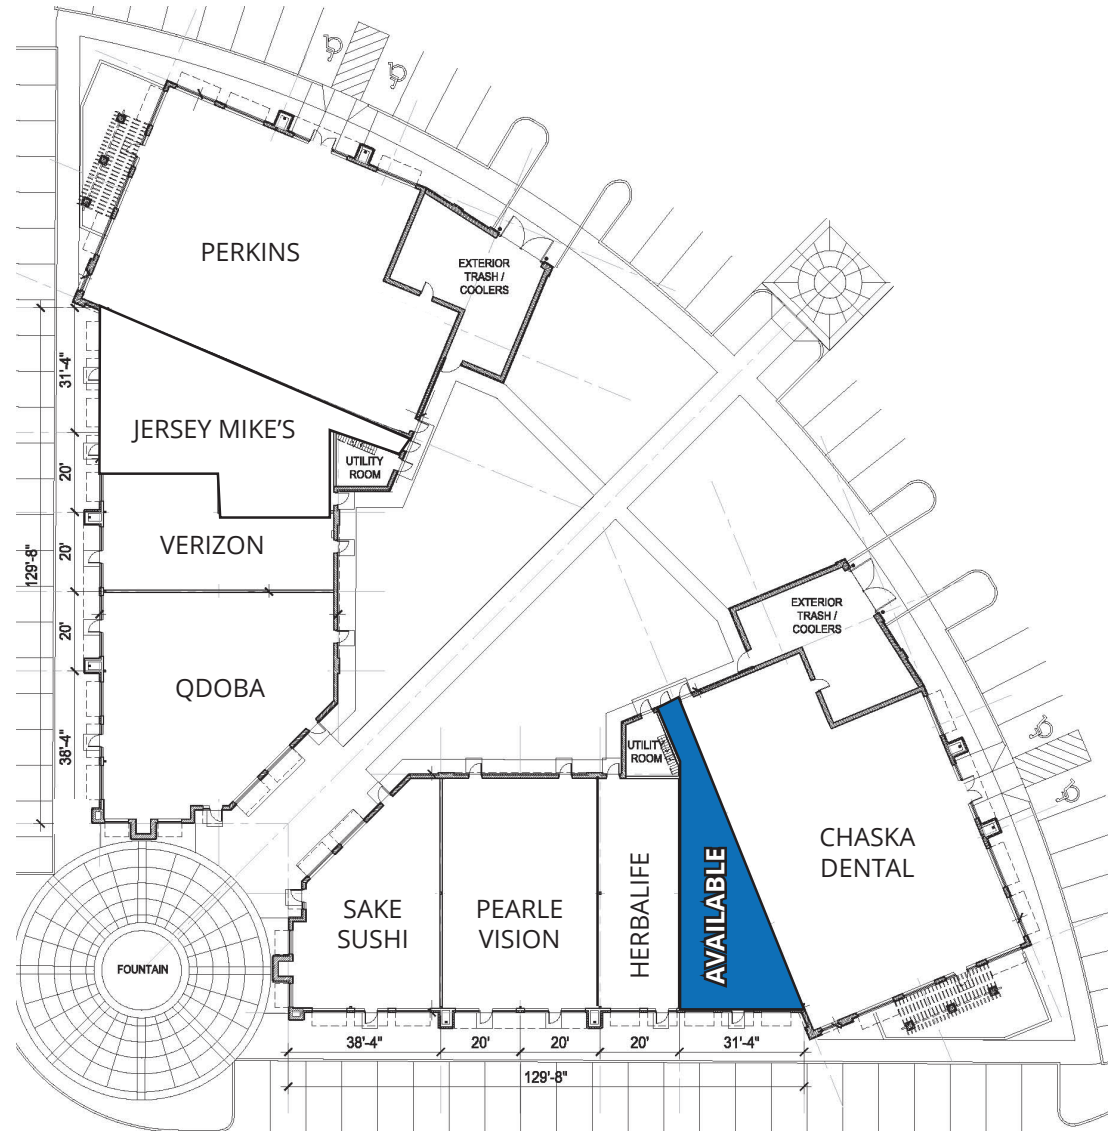 PERKINS
EXTERIOR
TRASH /
COOLERS
31'-4"
JERSEY MIKE'S
20'
UTILITY
ROOM
129'-8"
20'
VERIZON
20'
QDOBA
38'-4"
EXTERIOR
TRASH /
COOLERS
UTILITY
ROOM
CHASKA
DENTAL
SAKE
SUSHI
PEARLE
VISION
HERBALIFE
AVAILABLE
FOUNTAIN
38'-4"
20'
20'
20'
31'-4"
129'-8"